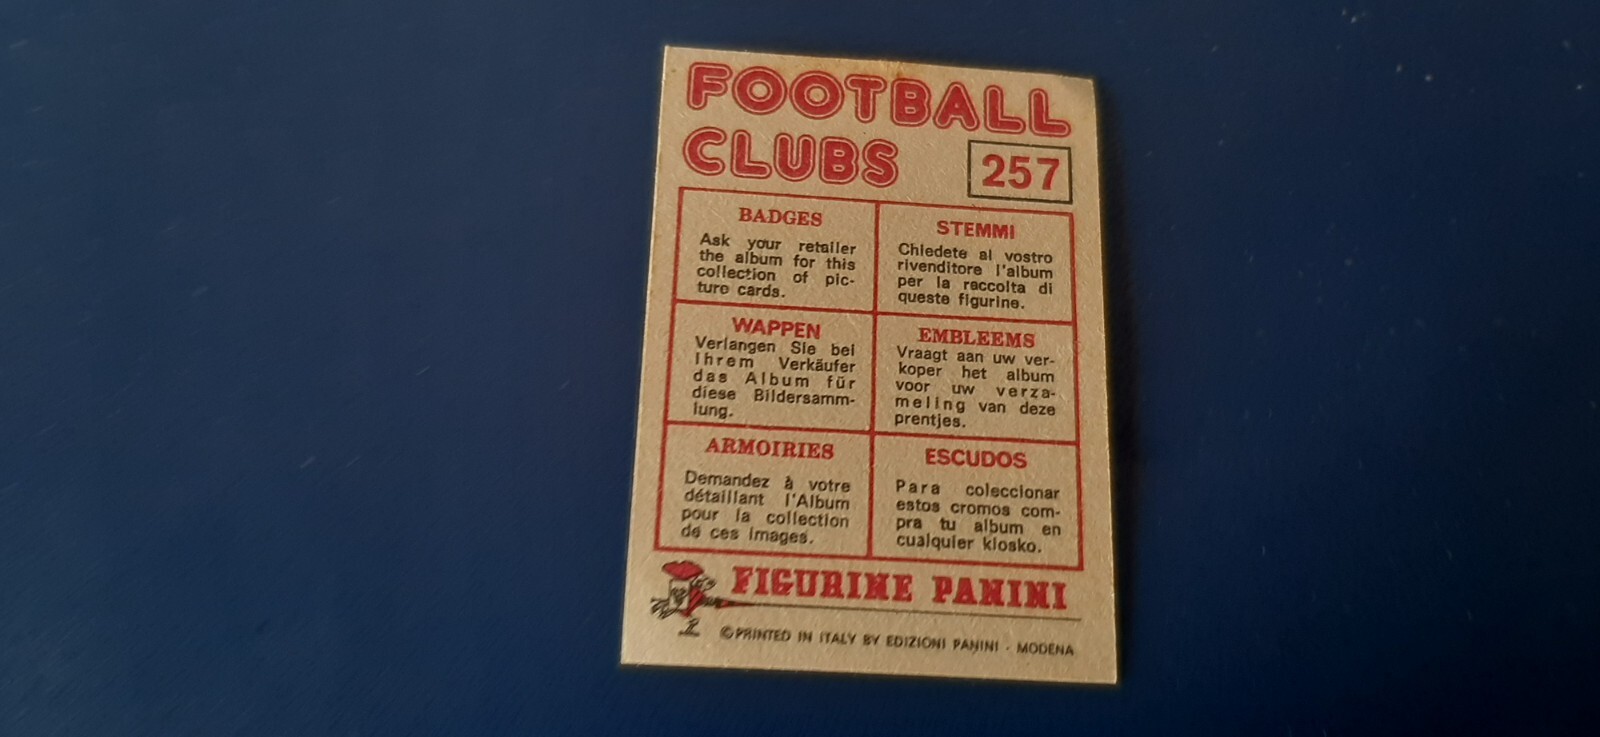 FOOTBALL
CLUBS
257
BADGES
Ask your retailer
the album for this
collection of pic-
ture cards.
STEMMI
Chiedete al vostro
rivenditore l'album
per la raccolta di
queste figurine.
WAPPEN
Verlangen Sie bei
Ihrem Verkäufer
das Album für
diese Bildersamm-
lung.
EMBLEEMS
Vraagt aan uw ver-
koper het album
voor uw verza-
meling van deze
prentjes.
ARMOIRIES
Demandez à votre
détaillant l'Album
pour la collection
de ces images.
ESCUDOS
Para coleccionar
estos cromos com-
pra tu album en
cualquier kiosko.
FIGURINE PANINI
©PRINTED IN ITALY BY EDIZIONI PANINI - MODENA